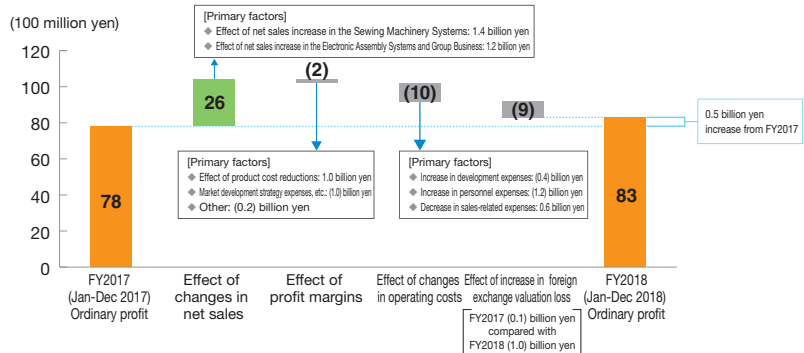 (100 million yen)
[Primary factors]
◆ Effect of net sales increase in the Sewing Machinery Systems: 1.4 billion yen
◆ Effect of net sales increase in the Electronic Assembly Systems and Group Business: 1.2 billion yen
120
100
80
60
40
20
0
78
26
(2)
(10)
(9)
83
0.5 billion yen
increase from FY2017
[Primary factors]
◆ Effect of product cost reductions: 1.0 billion yen
◆ Market development strategy expenses, etc.: (1.0) billion yen
◆ Other: (0.2) billion yen
[Primary factors]
◆ Increase in development expenses: (0.4) billion yen
◆ Increase in personnel expenses: (1.2) billion yen
◆ Decrease in sales-related expenses: 0.6 billion yen
FY2017
(Jan-Dec 2017)
Ordinary profit
Effect of
changes in
net sales
Effect of
profit margins
Effect of changes
in operating costs
Effect of increase in foreign
exchange valuation loss
FY2017 (0.1) billion yen
compared with
FY2018 (1.0) billion yen
FY2018
(Jan-Dec 2018)
Ordinary profit